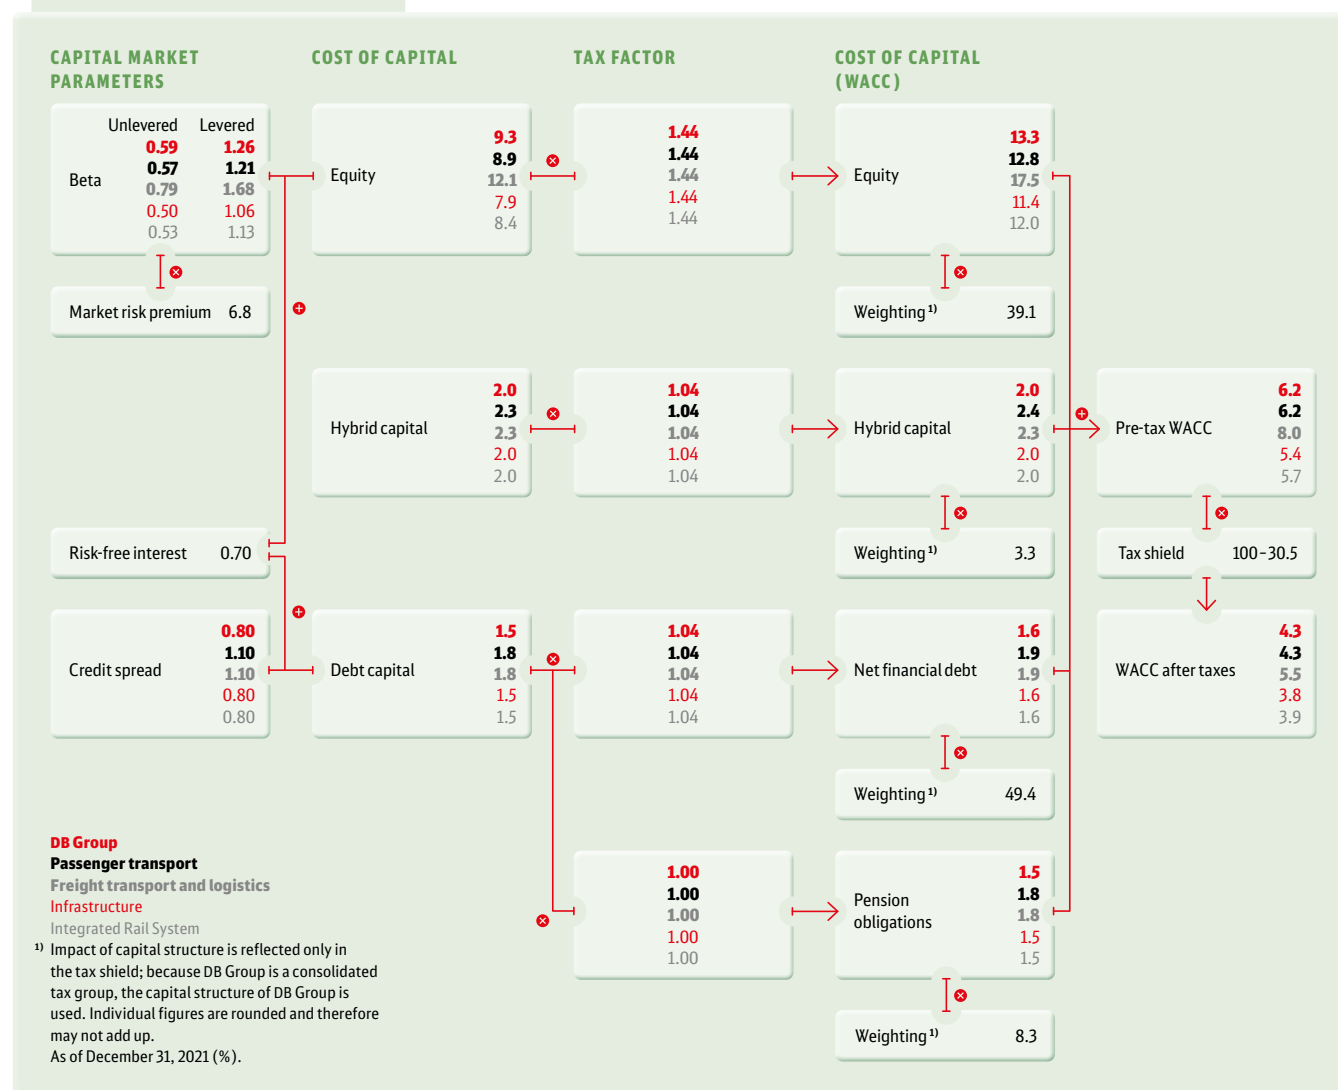 CAPITAL MARKET
PARAMETERS
COST OF CAPITAL
TAX FACTOR
COST OF CAPITAL
(WACC)
Unlevered Levered
Beta
0.59 1.26
0.57 1.21
0.79 1.68
0.50 1.06
0.53 1.13
Equity
9.3
8.9
12.1
7.9
8.4
1.44
1.44
1.44
1.44
1.44
Equity
13.3
12.8
17.5
11.4
12.0
Market risk premium 6.8
Weighting 1) 39.1
Hybrid capital
2.0
2.3
2.3
2.0
2.0
1.04
1.04
1.04
1.04
1.04
Hybrid capital
2.0
2.4
2.3
2.0
2.0
Pre-tax WACC
6.2
6.2
8.0
5.4
5.7
Risk-free interest 0.70
Weighting 1) 3.3
Tax shield 100–30.5
Credit spread
0.80
1.10
1.10
0.80
0.80
Debt capital
1.5
1.8
1.8
1.5
1.5
1.04
1.04
1.04
1.04
1.04
Net financial debt
1.6
1.9
1.9
1.6
1.6
WACC after taxes
4.3
4.3
5.5
3.8
3.9
Weighting 1) 49.4
1.00
1.00
1.00
1.00
1.00
Pension
obligations
1.5
1.8
1.8
1.5
1.5
Weighting 1) 8.3
DB Group
Passenger transport
Freight transport and logistics
Infrastructure
Integrated Rail System
1) Impact of capital structure is reflected only in
the tax shield; because DB Group is a consolidated
tax group, the capital structure of DB Group is
used. Individual figures are rounded and therefore
may not add up.
As of December 31, 2021 (%).